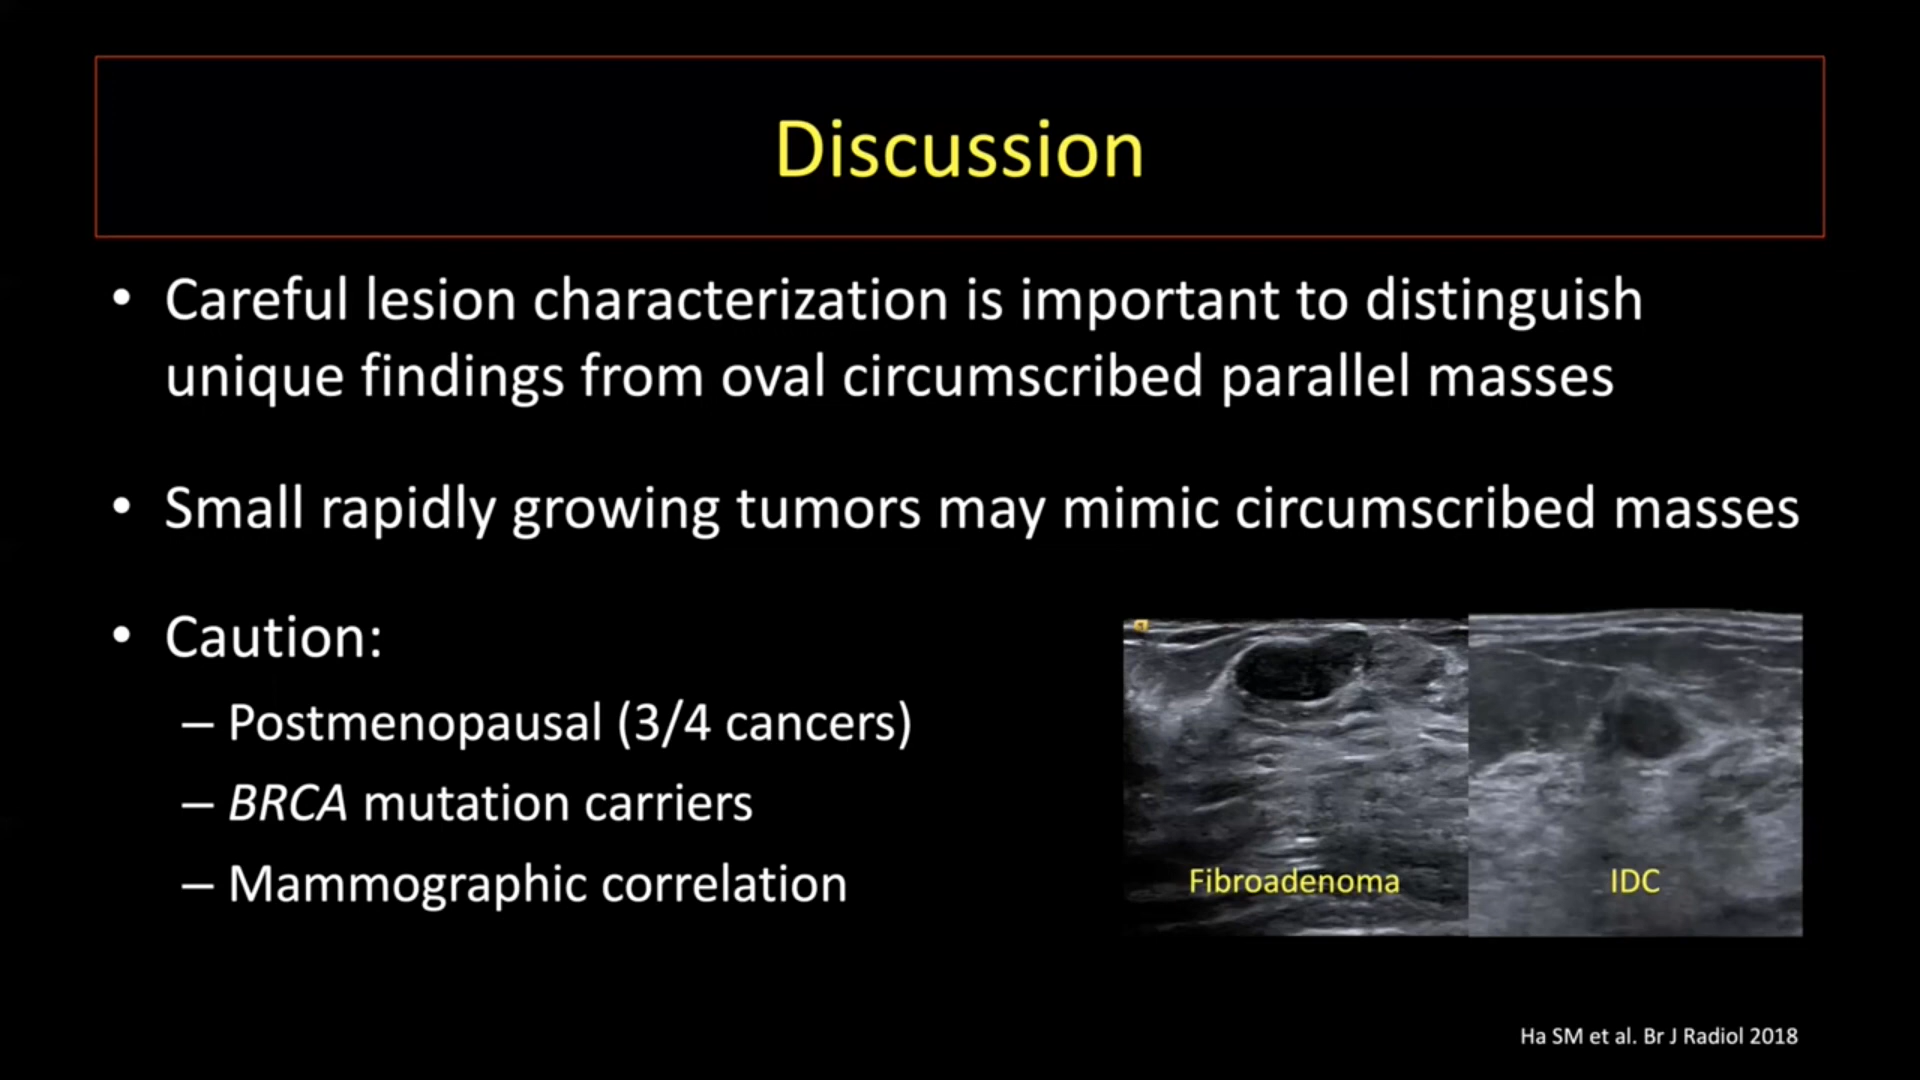 Discussion
• Careful lesion characterization is important to distinguish
unique findings from oval circumscribed parallel masses
• Small rapidly growing tumors may mimic circumscribed masses
• Caution:
– Postmenopausal (3/4 cancers)
– BRCA mutation carriers
– Mammographic correlation
Fibroadenoma
IDC
Ha SM et al. Br J Radiol 2018